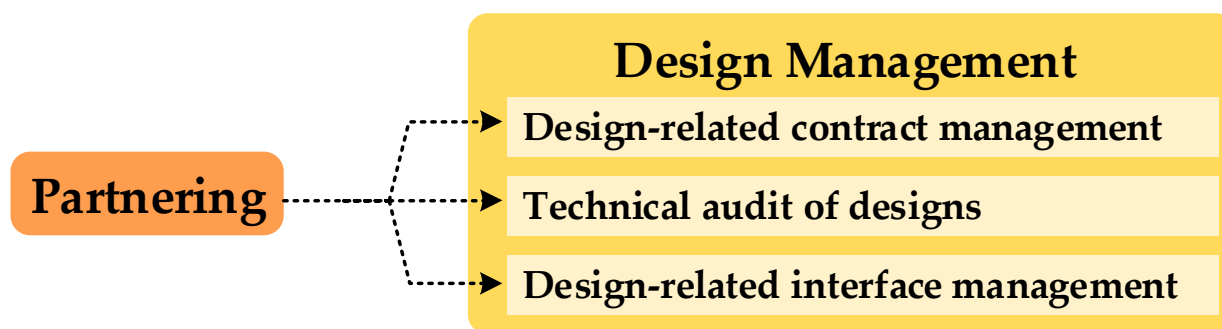 Design Management
Design-related contract management
Partnering
Technical audit of designs
Design-related interface management